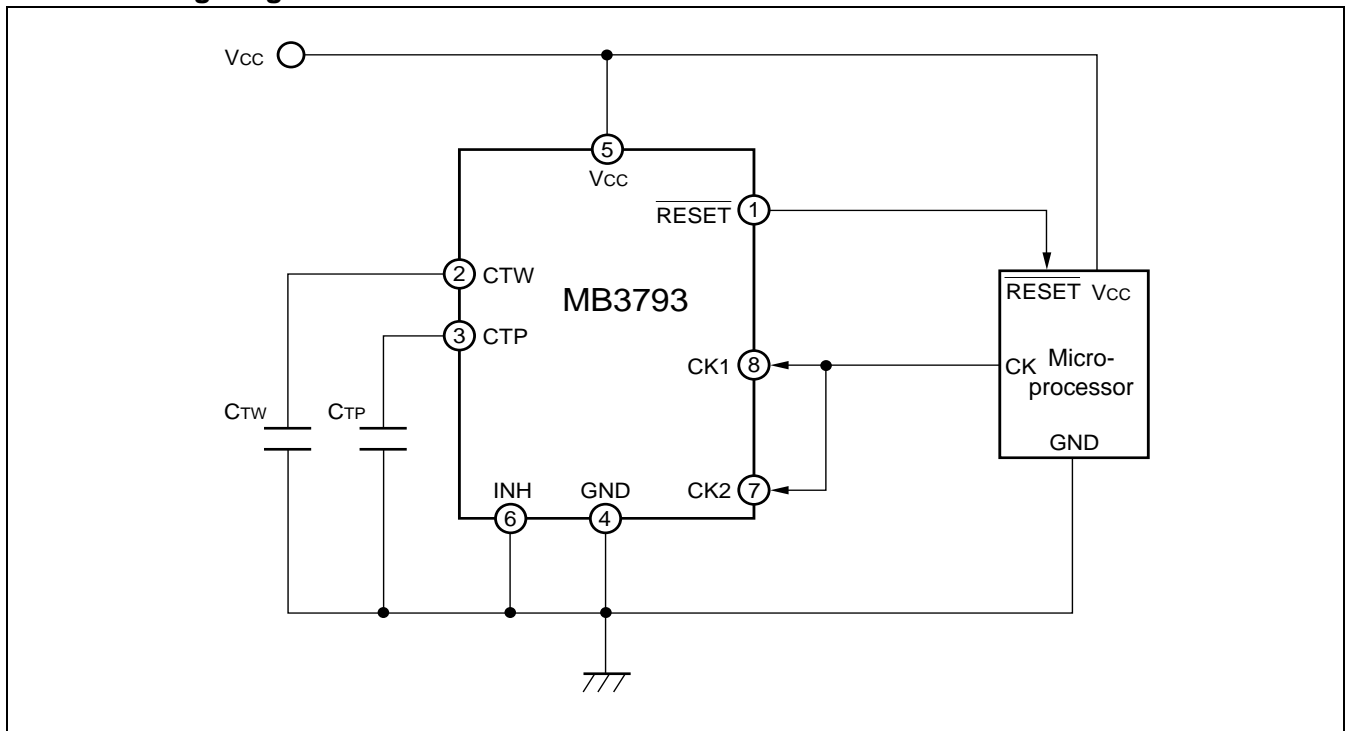 VCC
5
VCC
RESET
1
2
CTW
MB3793
RESET VCC
3
CTP
CK1
8
CK
Micro-
processor
CTW
CTP
GND
INH
GND
CK2
7
6
4